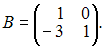 B = ( 1 0
-3 1 ).